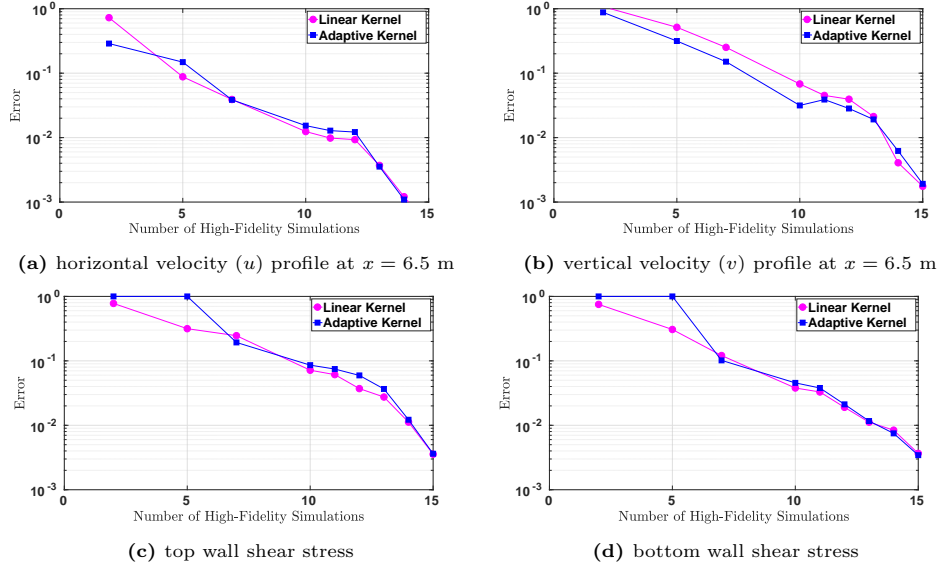 10^0
10^-1
10^-2
10^-3
Error
0
5
10
15
Number of High-Fidelity Simulations
Linear Kernel
Adaptive Kernel
(a) horizontal velocity (u) profile at x = 6.5 m
10^0
10^-1
10^-2
10^-3
Error
0
5
10
15
Number of High-Fidelity Simulations
Linear Kernel
Adaptive Kernel
(b) vertical velocity (v) profile at x = 6.5 m
10^0
10^-1
10^-2
10^-3
Error
0
5
10
15
Number of High-Fidelity Simulations
Linear Kernel
Adaptive Kernel
(c) top wall shear stress
10^0
10^-1
10^-2
10^-3
Error
0
5
10
15
Number of High-Fidelity Simulations
Linear Kernel
Adaptive Kernel
(d) bottom wall shear stress